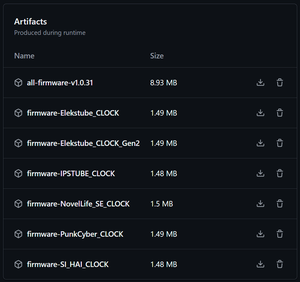 Artifacts
Produced during runtime
Name Size
all-firmware-v1.0.31 8.93 MB
firmware-Elekstube_CLOCK 1.49 MB
firmware-Elekstube_CLOCK_Gen2 1.49 MB
firmware-IPSTUBE_CLOCK 1.48 MB
firmware-NovelLife_SE_CLOCK 1.5 MB
firmware-PunkCyber_CLOCK 1.49 MB
firmware-SI_HAI_CLOCK 1.48 MB